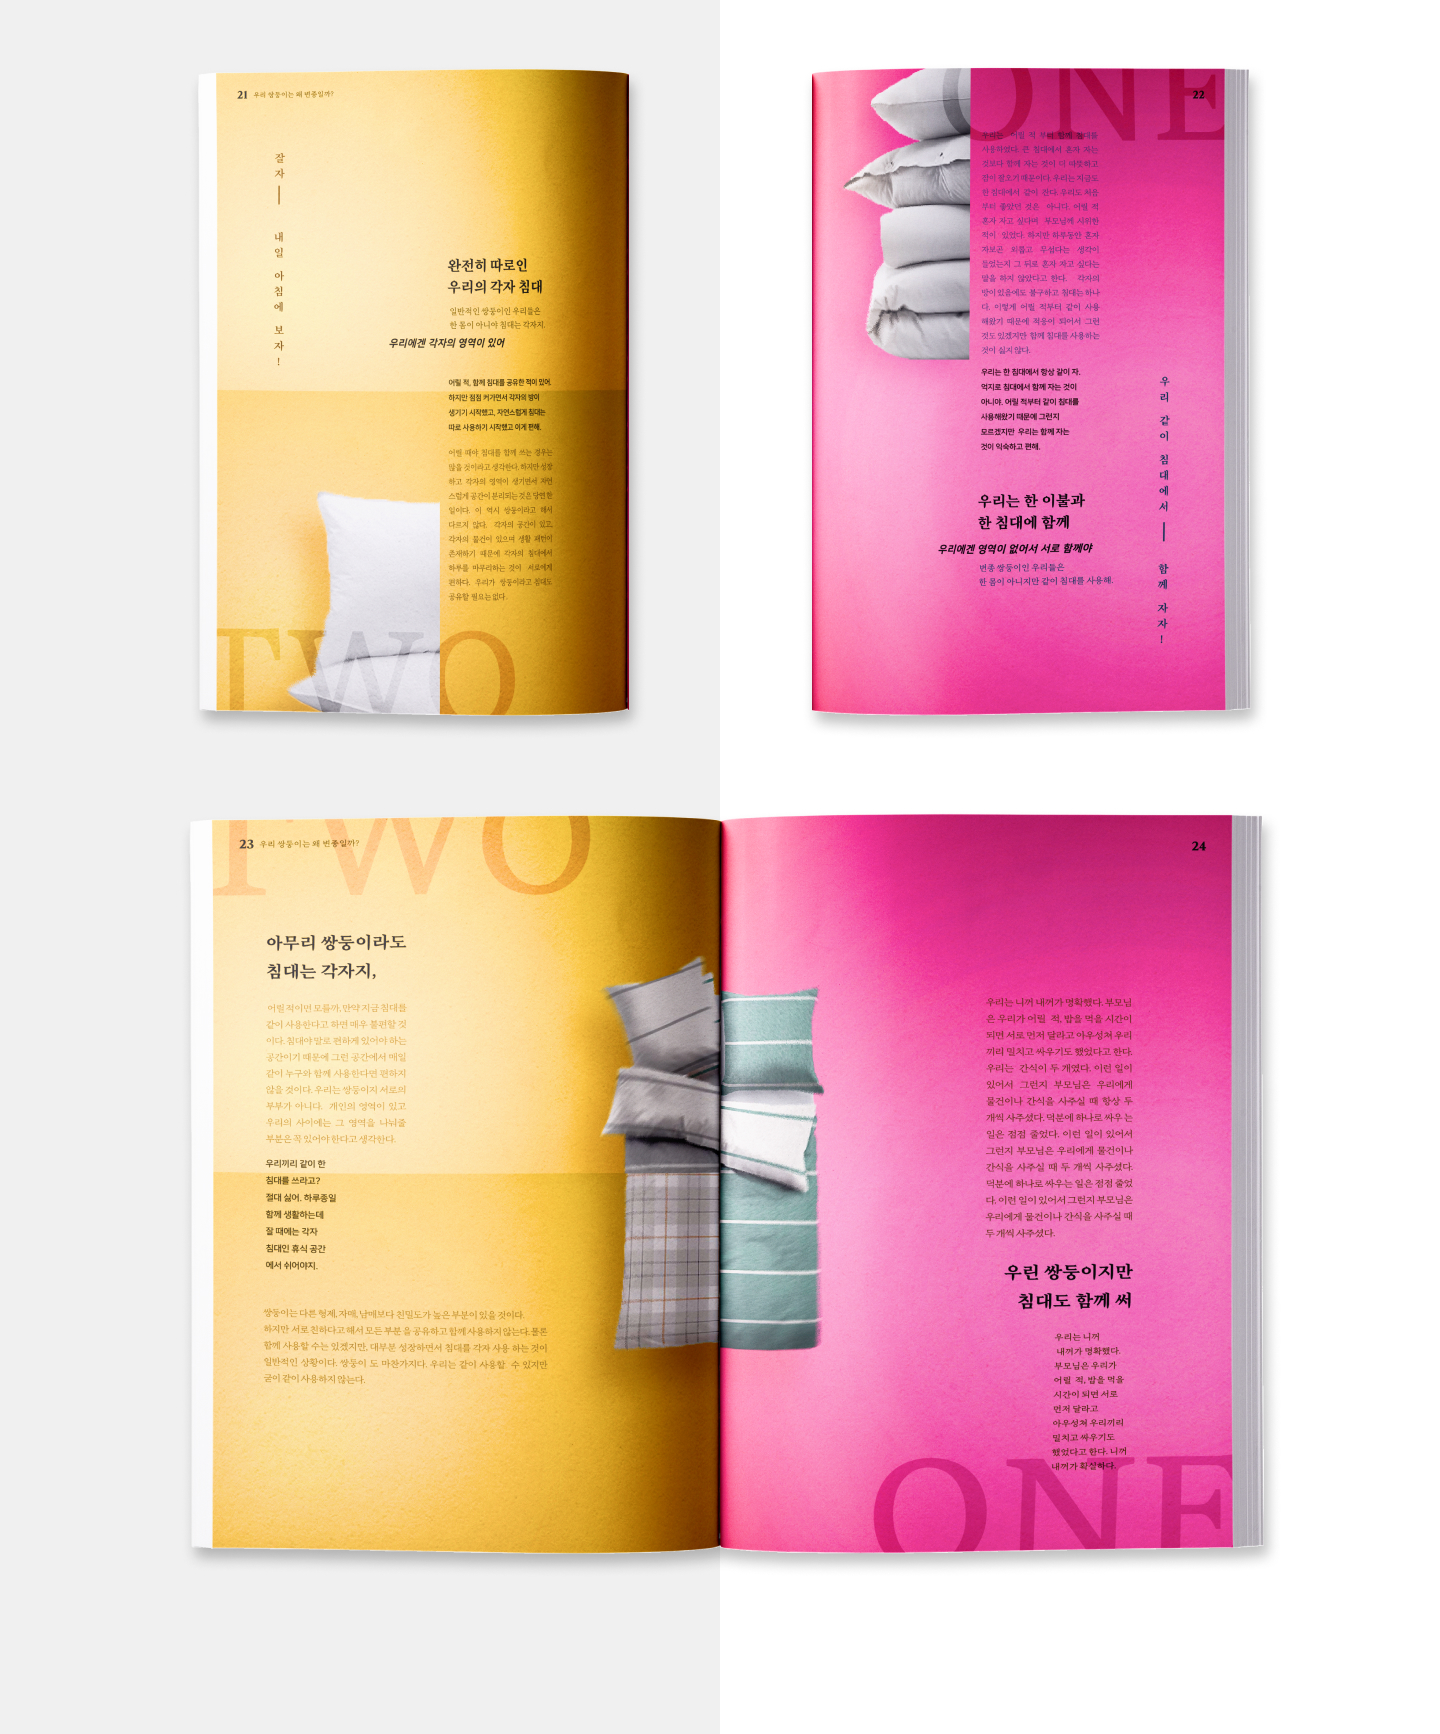 21 우리 쌍둥이는 왜 변종일까?
잘자 — 내일 아침에 보자!
완전히 따로인
우리의 각자 침대
일반적인 쌍둥이인 우리들은
한 몸이 아니야 침대는 각자지.
우리에겐 각자의 영역이 있어
어릴 적, 함께 침대를 공유한 적이 있어.
하지만 점점 커가면서 각자의 방이
생기기 시작했고, 자연스럽게 침대는
따로 사용하기 시작했고 이게 편해.
어릴 때야 침대를 함께 쓰는 경우는
많을 것이라고 생각한다. 하지만 성장
하고 각자의 영역이 생기면서 자연
스럽게 공간이 분리되는 것은 당연한
일이다. 이 역시 쌍둥이라고 해서
다르지 않다. 각자의 공간이 있고,
각자의 물건이 있으며 생활 패턴이
존재하기 때문에 각자의 침대에서
하루를 마무리하는 것이 서로에게
편하다. 우리가 쌍둥이라고 침대도
공유할 필요는 없다.
TWO
ONE
22
우리는 어릴 적 부터 함께 침대를
사용하였다. 큰 침대에서 혼자 자는
것보다 함께 자는 것이 더 따뜻하고
잠이 잘오기 때문이다. 우리는 지금도
한 침대에서 같이 잔다. 우리도 처음
부터 좋았던 것은 아니다. 어릴 적
혼자 자고 싶다며 부모님께 시위한
적이 있었다. 하지만 하루동안 혼자
자보곤 외롭고 무섭다는 생각이
들었는지 그 뒤로 혼자 자고 싶다는
말을 하지 않았다고 한다. 각자의
방이 있음에도 불구하고 침대는 하나
다. 이렇게 어릴 적부터 같이 사용
해왔기 때문에 적응이 되어서 그런
것도 있겠지만 함께 침대를 사용하는
것이 싫지 않다.
우리는 한 침대에서 항상 같이 자.
억지로 침대에서 함께 자는 것이
아니야. 어릴 적부터 같이 침대를
사용해왔기 때문에 그런지
모르겠지만 우리는 함께 자는
것이 익숙하고 편해.
우리 같이 침대에서 — 함께 자자!
우리는 한 이불과
한 침대에 함께
우리에겐 영역이 없어서 서로 함께야
변종 쌍둥이인 우리들은
한 몸이 아니지만 같이 침대를 사용해.
TWO
23 우리 쌍둥이는 왜 변종일까?
아무리 쌍둥이라도
침대는 각자지,
어릴 적이면 모를까, 만약 지금 침대를
같이 사용한다고 하면 매우 불편할 것
이다. 침대야 말로 편하게 있어야 하는
공간이기 때문에 그런 공간에서 매일
같이 누구와 함께 사용한다면 편하지
않을 것이다. 우리는 쌍둥이지 서로의
부부가 아니다. 개인의 영역이 있고
우리의 사이에는 그 영역을 나눠줄
부분은 꼭 있어야 한다고 생각한다.
우리끼리 같이 한
침대를 쓰라고?
절대 싫어. 하루종일
함께 생활하는데
잘 때에는 각자
침대인 휴식 공간
에서 쉬어야지.
쌍둥이는 다른 형제, 자매, 남매보다 친밀도가 높은 부분이 있을 것이다.
하지만 서로 친하다고 해서 모든 부분 을 공유하고 함께 사용하지 않는다. 물론
함께 사용할 수는 있겠지만, 대부분 성장하면서 침대를 각자 사용 하는 것이
일반적인 상황이다. 쌍둥이 도 마찬가지다. 우리는 같이 사용할 수 있지만
굳이 같이 사용하지 않는다.
24
우리는 니꺼 내꺼가 명확했다. 부모님
은 우리가 어릴 적, 밥을 먹을 시간이
되면 서로 먼저 달라고 아우성쳐 우리
끼리 밀치고 싸우기도 했었다고 한다.
우리는 간식이 두 개였다. 이런 일이
있어서 그런지 부모님은 우리에게
물건이나 간식을 사주실 때 항상 두
개씩 사주셨다. 덕분에 하나로 싸우 는
일은 점점 줄었다. 이런 일이 있어서
그런지 부모님은 우리에게 물건이나
간식을 사주실 때 두 개씩 사주셨다.
덕분에 하나로 싸우는 일은 점점 줄었
다. 이런 일이 있어서 그런지 부모님은
우리에게 물건이나 간식을 사주실 때
두 개씩 사주셨다.
우린 쌍둥이지만
침대도 함께 써
우리는 니꺼
내꺼가 명확했다.
부모님은 우리가
어릴 적, 밥을 먹을
시간이 되면 서로
먼저 달라고
아우성쳐 우리끼리
밀치고 싸우기도
했었다고 한다. 니꺼
내꺼가 확실하다.
ONE